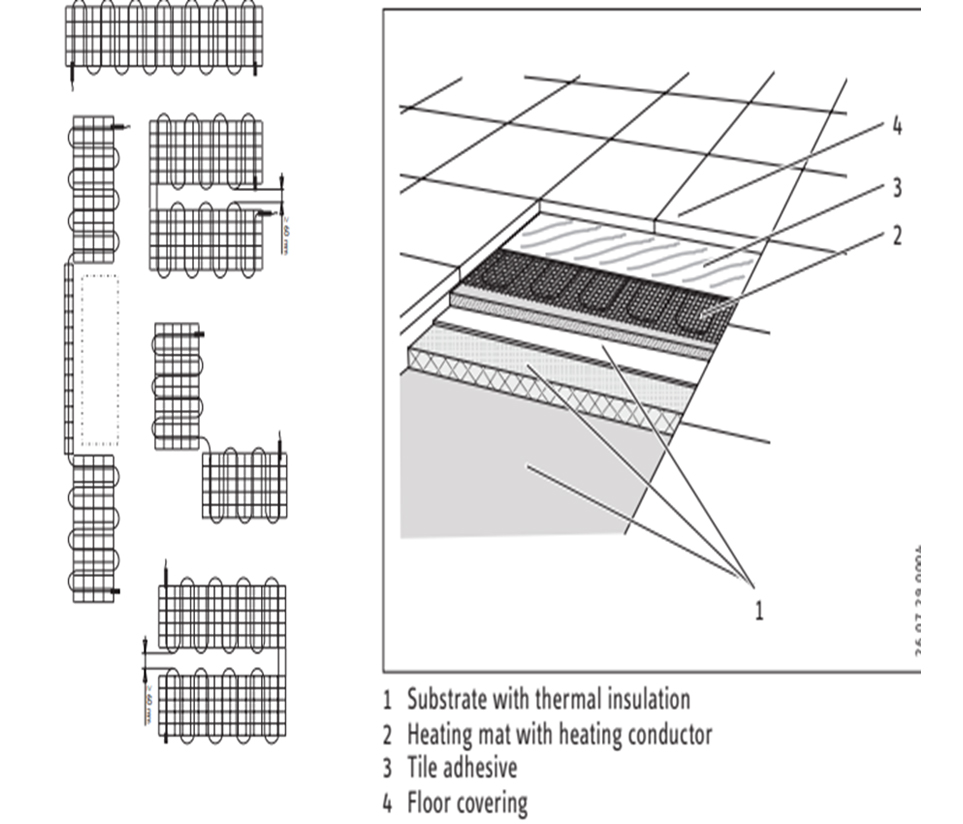 ≥ 60 mm
≥ 60 mm
4
3
2
1
1 Substrate with thermal insulation
2 Heating mat with heating conductor
3 Tile adhesive
4 Floor covering